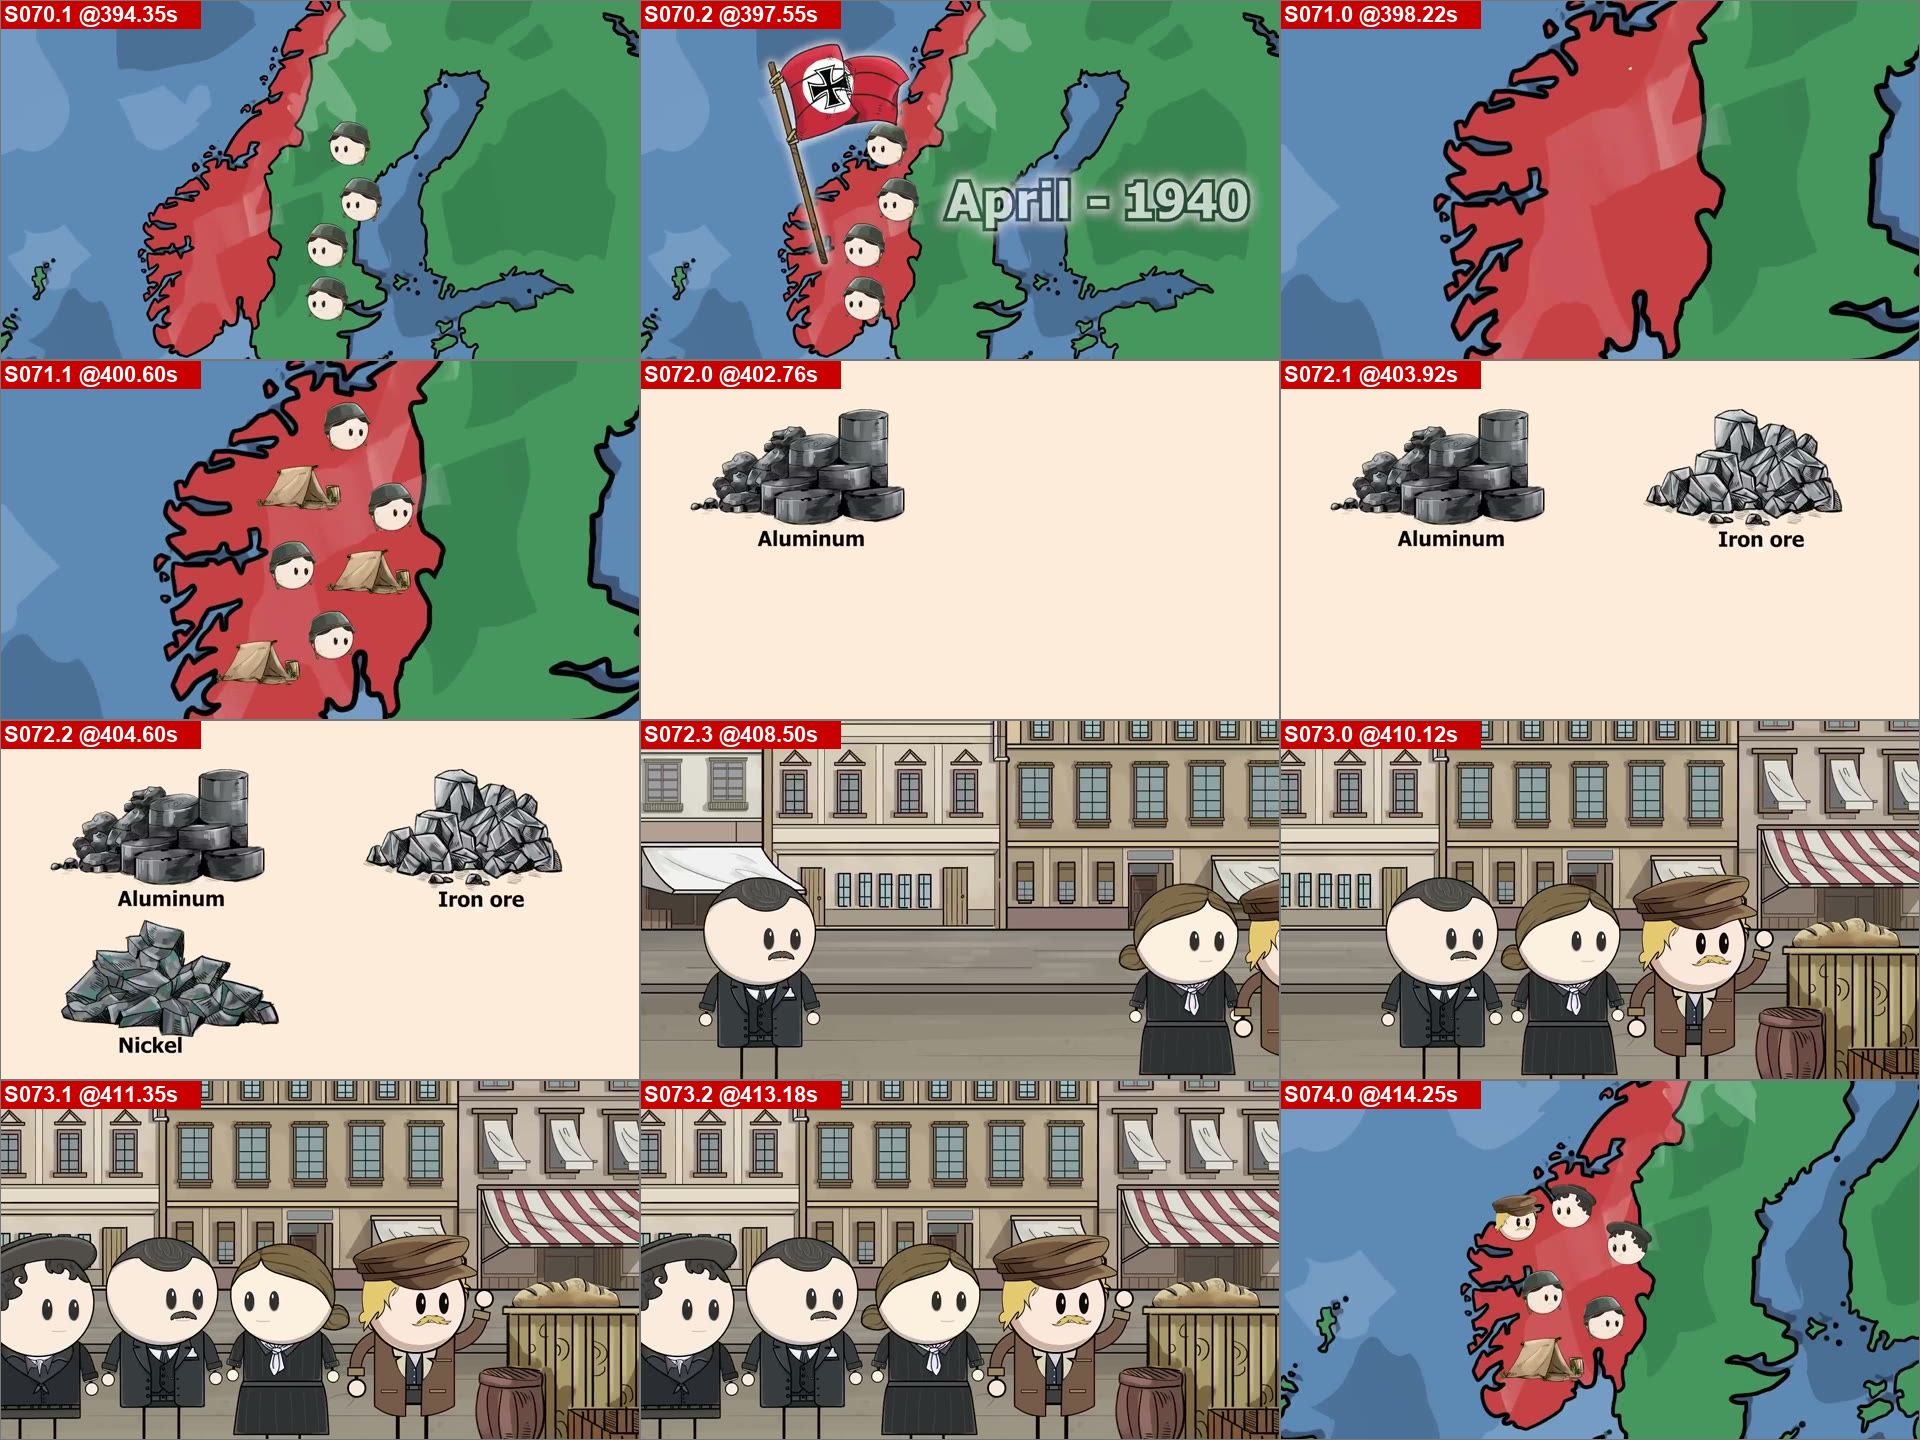 S070.1 @394.35s
S070.2 @397.55s
April - 1940
S071.0 @398.22s
S071.1 @400.60s
S072.0 @402.76s
Aluminum
S072.1 @403.92s
Aluminum
Iron ore
S072.2 @404.60s
Aluminum
Iron ore
Nickel
S072.3 @408.50s
S073.0 @410.12s
S073.1 @411.35s
S073.2 @413.18s
S074.0 @414.25s